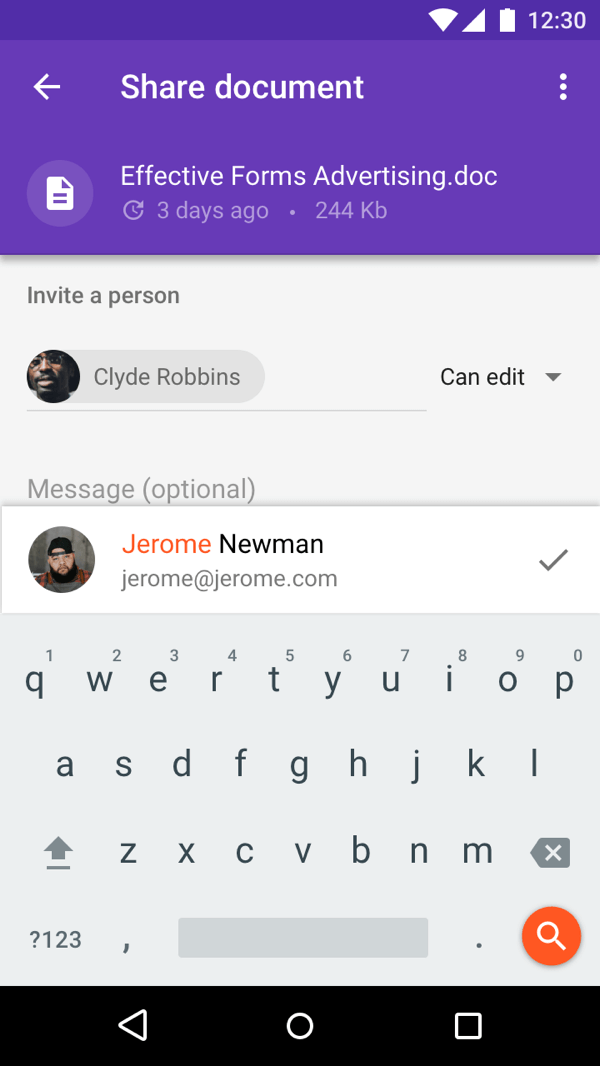 12:30
Share document
Effective Forms Advertising.doc
3 days ago • 244 Kb
Invite a person
Clyde Robbins Can edit
Message (optional)
Jerome Newman
jerome@jerome.com
1 2 3 4 5 6 7 8 9 0
q w e r t y u i o p
a s d f g h j k l
z x c v b n m
?123 , .